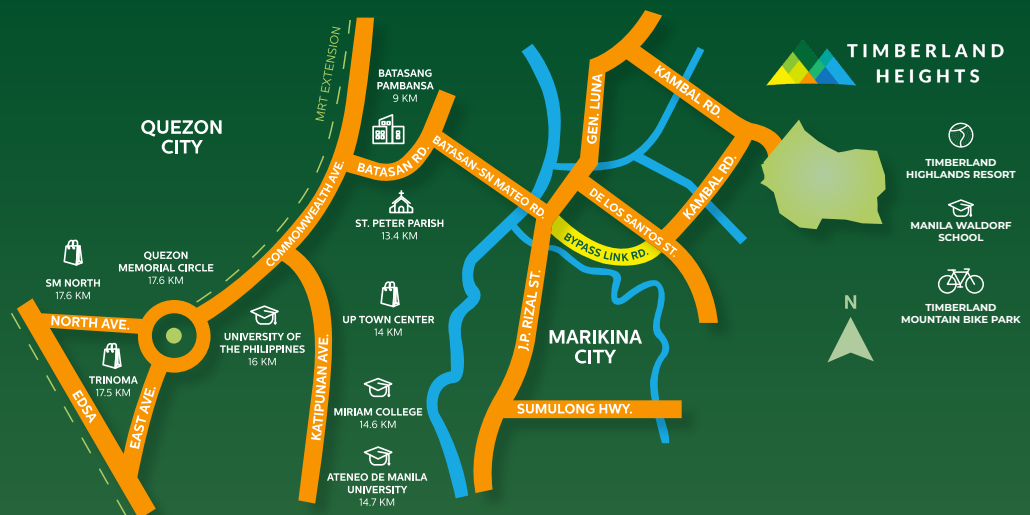 TIMBERLAND
HEIGHTS
MRT EXTENSION
BATASANG
PAMBANSA
9 KM
QUEZON
CITY
GEN. LUNA
KAMBAL RD.
BATASAN RD.
BATASAN-SN MATEO RD.
KAMBAL RD.
DE LOS SANTOS ST.
TIMBERLAND
HIGHLANDS RESORT
COMMONWEALTH AVE.
ST. PETER PARISH
13.4 KM
BYPASS LINK RD.
MANILA WALDORF
SCHOOL
SM NORTH
17.6 KM
QUEZON
MEMORIAL CIRCLE
17.6 KM
J.P. RIZAL ST.
N
TIMBERLAND
MOUNTAIN BIKE PARK
NORTH AVE.
UP TOWN CENTER
14 KM
UNIVERSITY OF
THE PHILIPPINES
16 KM
MARIKINA
CITY
TRINOMA
17.5 KM
EDSA
EAST AVE.
KATIPUNAN AVE.
MIRIAM COLLEGE
14.6 KM
SUMULONG HWY.
ATENEO DE MANILA
UNIVERSITY
14.7 KM